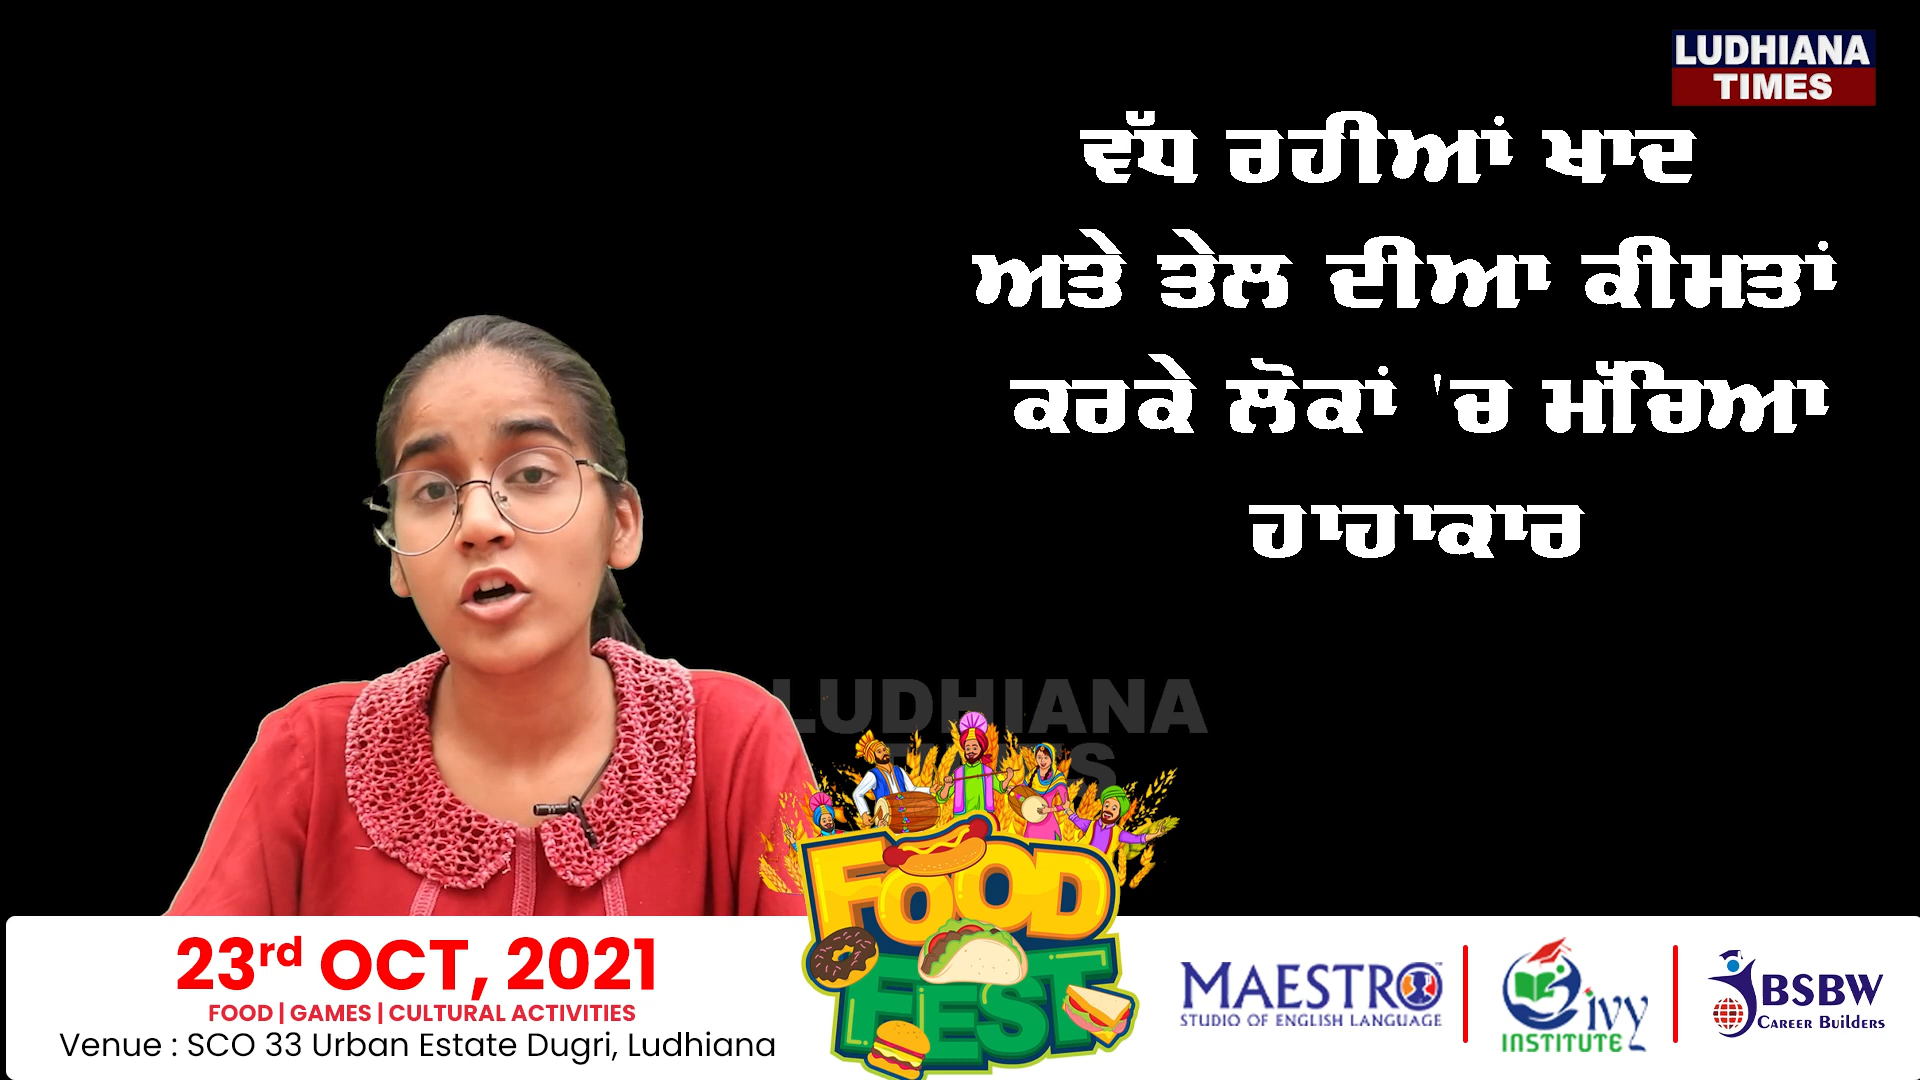 LUDHIANA
TIMES
ਵੱਧ ਰਹੀਆਂ ਖਾਦ
ਅਤੇ ਤੇਲ ਦੀਆ ਕੀਮਤਾਂ
ਕਰਕੇ ਲੋਕਾਂ 'ਚ ਮੱਚਿਆ
ਹਾਹਾਕਾਰ
LUDHIANA
TIMES
FOOD
FEST
23rd OCT, 2021
FOOD | GAMES | CULTURAL ACTIVITIES
Venue : SCO 33 Urban Estate Dugri, Ludhiana
MAESTRO
STUDIO OF ENGLISH LANGUAGE
ivy
INSTITUTE
BSBW
CAREER BUILDERS